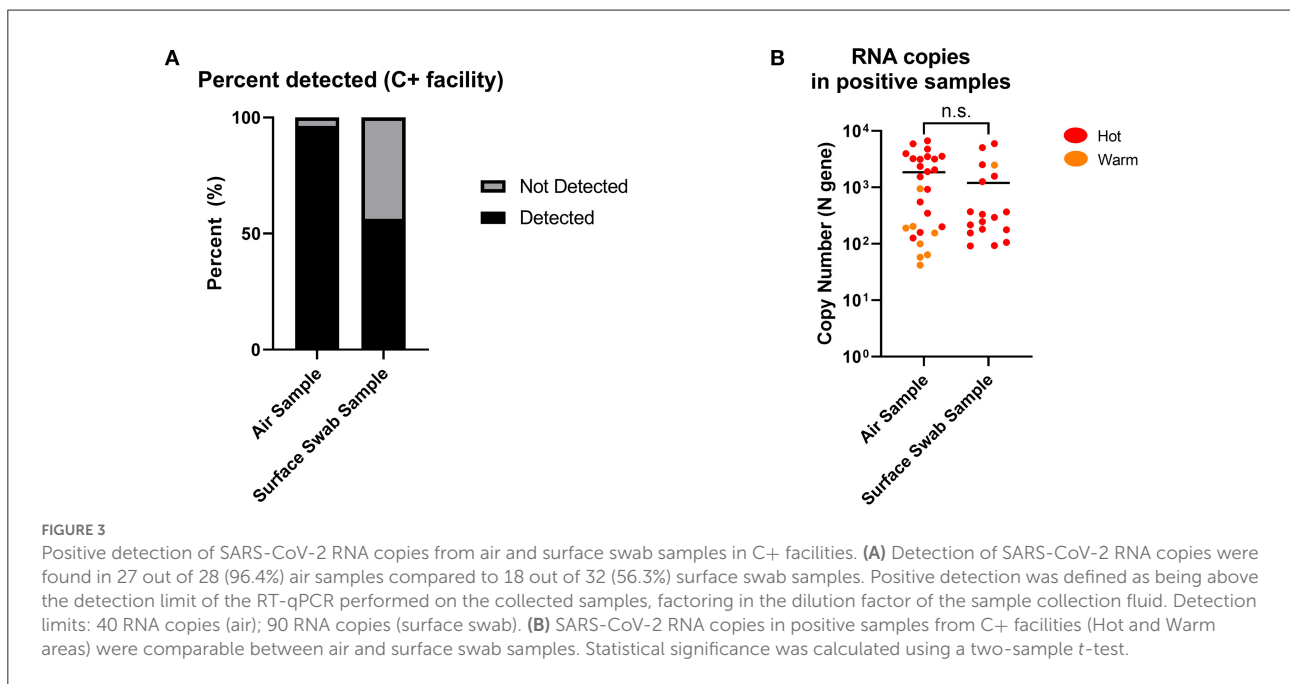 A
Percent detected (C+ facility)
100
50
0
Percent (%)
Air Sample
Surface Swab Sample
Not Detected
Detected
B
RNA copies
in positive samples
n.s.
10⁴
10³
10²
10¹
10⁰
Copy Number (N gene)
Air Sample
Surface Swab Sample
Hot
Warm
FIGURE 3
Positive detection of SARS-CoV-2 RNA copies from air and surface swab samples in C+ facilities. (A) Detection of SARS-CoV-2 RNA copies were
found in 27 out of 28 (96.4%) air samples compared to 18 out of 32 (56.3%) surface swab samples. Positive detection was defined as being above
the detection limit of the RT-qPCR performed on the collected samples, factoring in the dilution factor of the sample collection fluid. Detection
limits: 40 RNA copies (air); 90 RNA copies (surface swab). (B) SARS-CoV-2 RNA copies in positive samples from C+ facilities (Hot and Warm
areas) were comparable between air and surface swab samples. Statistical significance was calculated using a two-sample t-test.